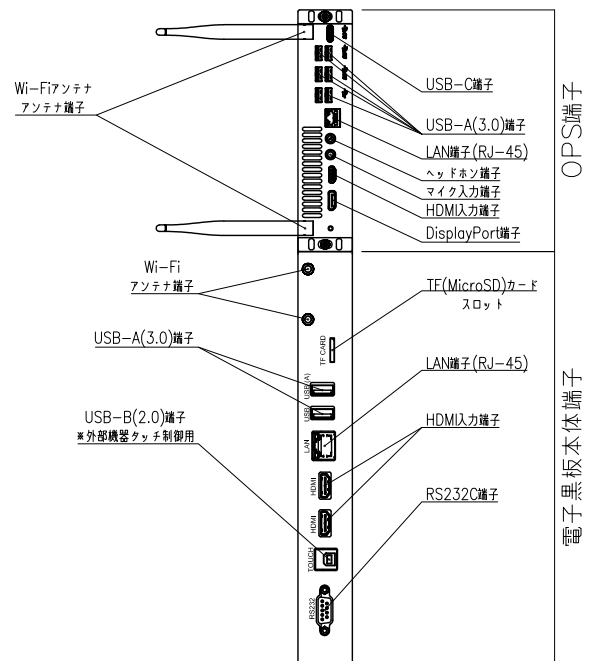 Wi-Fiアンテナ
アンテナ端子
USB-C端子
USB-A(3.0)端子
LAN端子(RJ-45)
ヘッドホン端子
マイク入力端子
HDMI入力端子
DisplayPort端子
OPS端子
Wi-Fi
アンテナ端子
TF(MicroSD)カード
スロット
TF CARD
USB-A(3.0)端子
USB(A)
USB
LAN端子(RJ-45)
LAN
USB-B(2.0)端子
※外部機器タッチ制御用
HDMI入力端子
HDMI
HDMI
RS232C端子
TOUCH
RS232
電子黒板本体端子